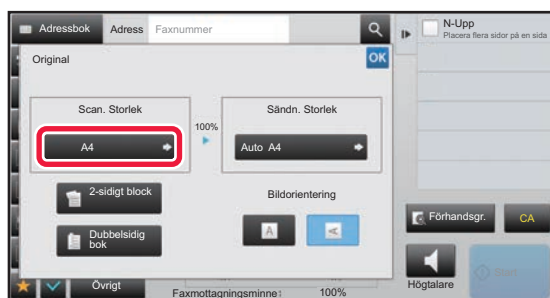 Adressbok
Adress
Faxnummer
N-Upp
Placera flera sidor på en sida
Original
OK
Scan. Storlek
100%
Sändn. Storlek
A4
Auto A4
2-sidigt block
Bildorientering
Dubbelsidig
bok
A
A
Förhandsgr.
CA
Högtalare
Start
Övrigt
Faxmottagningsminne:
100%